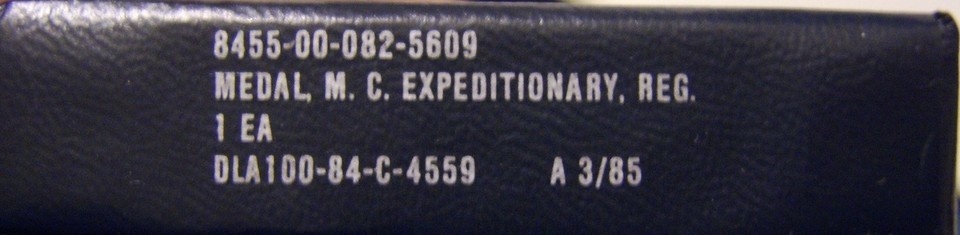 8455-00-082-5609
MEDAL, M. C. EXPEDITIONARY, REG.
1 EA
DLA100-84-C-4559 A 3/85